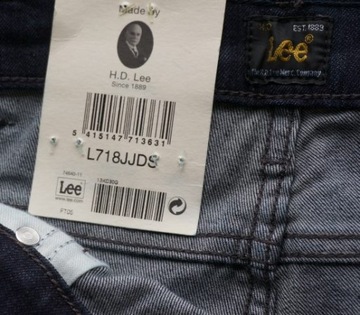 Made By
H.D. Lee
Since 1889
5 415147 713631
L718JJDS
Lee
EST. 1889
Lee®